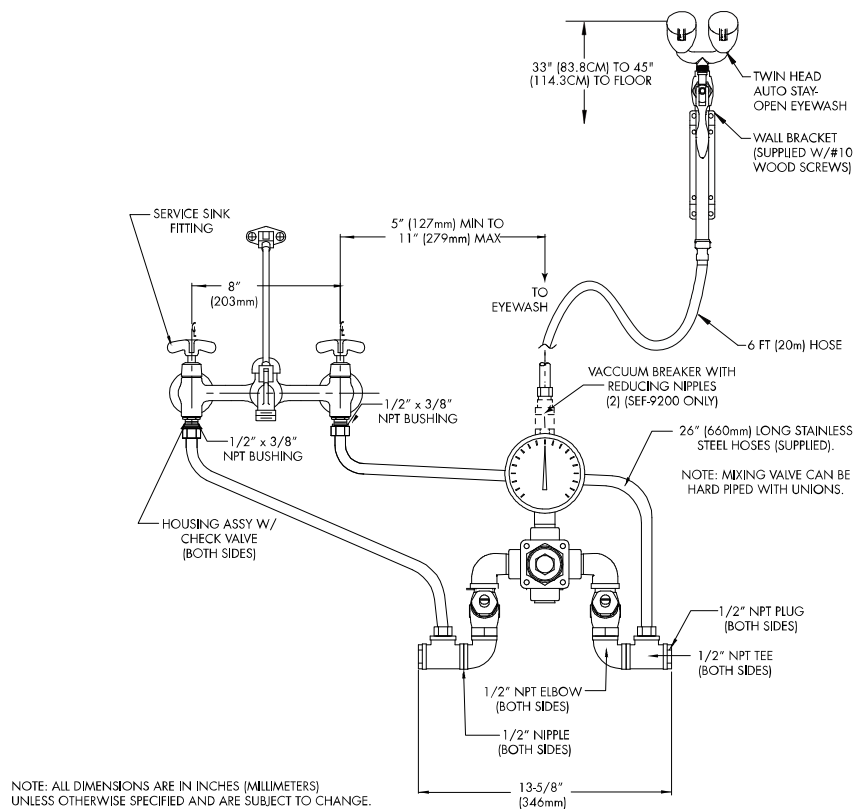 33" (83.8CM) TO 45"
(114.3CM) TO FLOOR
TWIN HEAD
AUTO STAY-
OPEN EYEWASH
WALL BRACKET
(SUPPLIED W/#10
WOOD SCREWS)
SERVICE SINK
FITTING
5" (127mm) MIN TO
11" (279mm) MAX
8"
(203mm)
TO
EYEWASH
6 FT (20m) HOSE
VACCUUM BREAKER WITH
REDUCING NIPPLES
(2) (SEF-9200 ONLY)
1/2" x 3/8"
NPT BUSHING
1/2" x 3/8"
NPT BUSHING
26" (660mm) LONG STAINLESS
STEEL HOSES (SUPPLIED).
NOTE: MIXING VALVE CAN BE
HARD PIPED WITH UNIONS.
HOUSING ASSY W/
CHECK VALVE
(BOTH SIDES)
1/2" NPT PLUG
(BOTH SIDES)
1/2" NPT TEE
(BOTH SIDES)
1/2" NPT ELBOW
(BOTH SIDES)
1/2" NIPPLE
(BOTH SIDES)
13-5/8"
(346mm)
NOTE: ALL DIMENSIONS ARE IN INCHES (MILLIMETERS)
UNLESS OTHERWISE SPECIFIED AND ARE SUBJECT TO CHANGE.